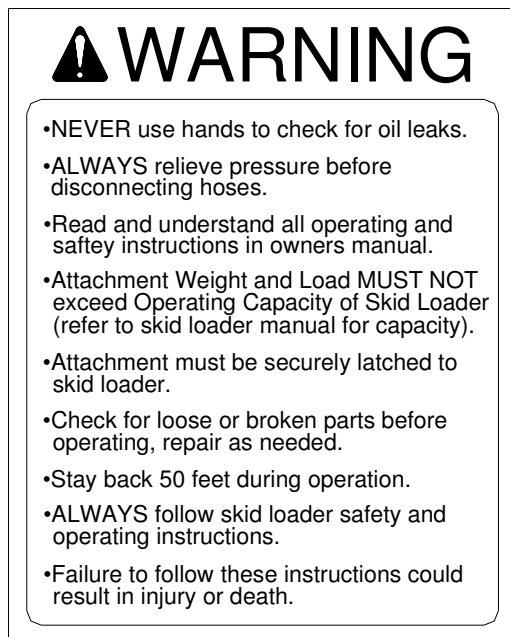 WARNING
•NEVER use hands to check for oil leaks.
•ALWAYS relieve pressure before
disconnecting hoses.
•Read and understand all operating and
saftey instructions in owners manual.
•Attachment Weight and Load MUST NOT
exceed Operating Capacity of Skid Loader
(refer to skid loader manual for capacity).
•Attachment must be securely latched to
skid loader.
•Check for loose or broken parts before
operating, repair as needed.
•Stay back 50 feet during operation.
•ALWAYS follow skid loader safety and
operating instructions.
•Failure to follow these instructions could
result in injury or death.